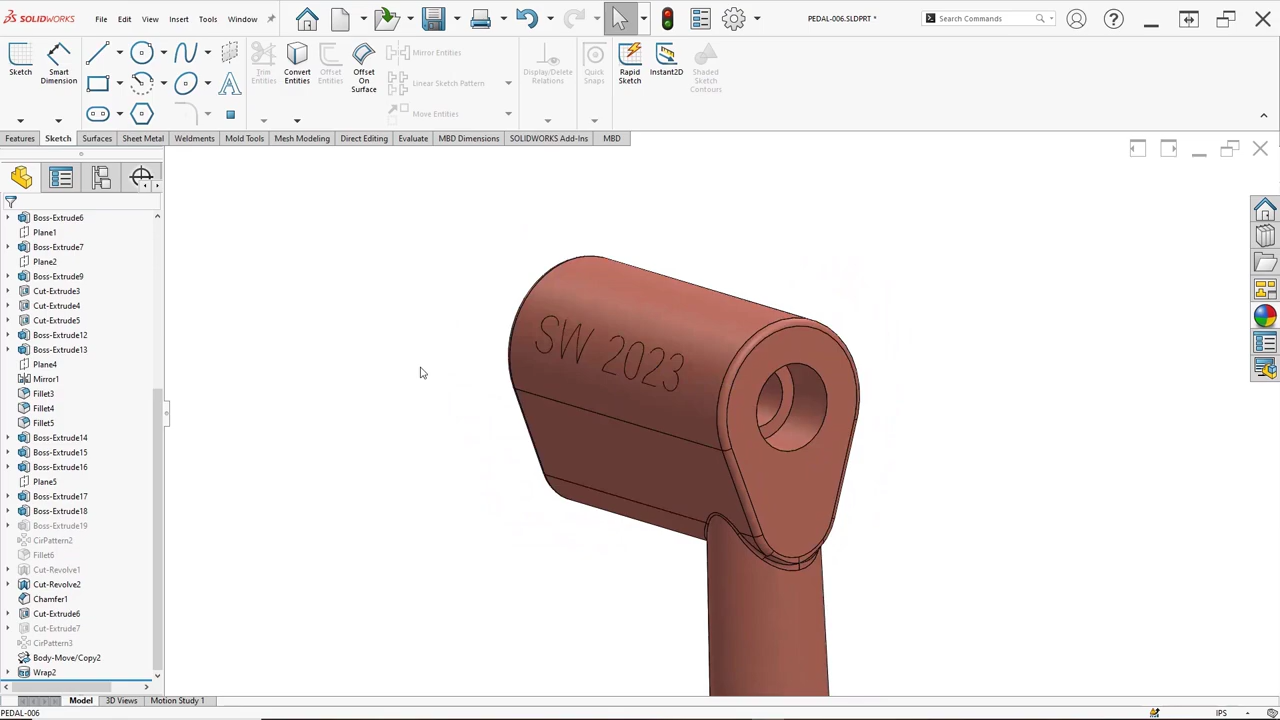 SOLIDWORKS File Edit View Insert Tools Window PEDAL-006.SLDPRT * Search Commands
Sketch Smart Dimension Trim Entities Convert Entities Offset Entities Offset On Surface Mirror Entities Linear Sketch Pattern Move Entities Display/Delete Relations Quick Snaps Rapid Sketch Instant2D Shaded Sketch Contours
Features Sketch Surfaces Sheet Metal Weldments Mold Tools Mesh Modeling Direct Editing Evaluate MBD Dimensions SOLIDWORKS Add-Ins MBD
Boss-Extrude6
Plane1
Boss-Extrude7
Plane2
Boss-Extrude9
Cut-Extrude3
Cut-Extrude4
Cut-Extrude5
Boss-Extrude12
Boss-Extrude13
Plane4
Mirror1
Fillet3
Fillet4
Fillet5
Boss-Extrude14
Boss-Extrude15
Boss-Extrude16
Plane5
Boss-Extrude17
Boss-Extrude18
Boss-Extrude19
CirPattern2
Fillet6
Cut-Revolve1
Cut-Revolve2
Chamfer1
Cut-Extrude6
Cut-Extrude7
CirPattern3
Body-Move/Copy2
Wrap2
SW 2023
Model 3D Views Motion Study 1
PEDAL-006 IPS